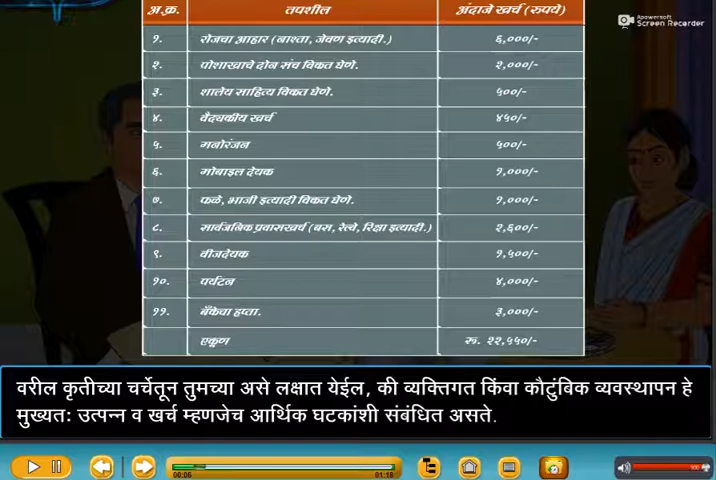 अ.क्र. तपशील अंदाजे खर्च (रुपये)
१. रोजचा आहार (नाश्ता, जेवण इत्यादी.) ६,०००/-
२. पोशाखाचे दोन संच विकत घेणे. २,०००/-
३. शालेय साहित्य विकत घेणे. ५००/-
४. वैद्यकीय खर्च ४५०/-
५. मनोरंजन ५००/-
६. मोबाइल देयक १,०००/-
७. फळे, भाजी इत्यादी विकत घेणे. १,०००/-
८. सार्वजनिक प्रवासखर्च (बस, रेल्वे, रिक्षा इत्यादी.) २,६००/-
९. वीजदेयक १,५००/-
१०. पर्यटन ४,०००/-
११. बँकेचा हप्ता. ३,०००/-
एकूण रू. २२,५५०/-
Apowersoft
Screen Recorder
वरील कृतीच्या चर्चेतून तुमच्या असे लक्षात येईल, की व्यक्तिगत किंवा कौटुंबिक व्यवस्थापन हे
मुख्यतः उत्पन्न व खर्च म्हणजेच आर्थिक घटकांशी संबंधित असते.
00:06 01:18
100